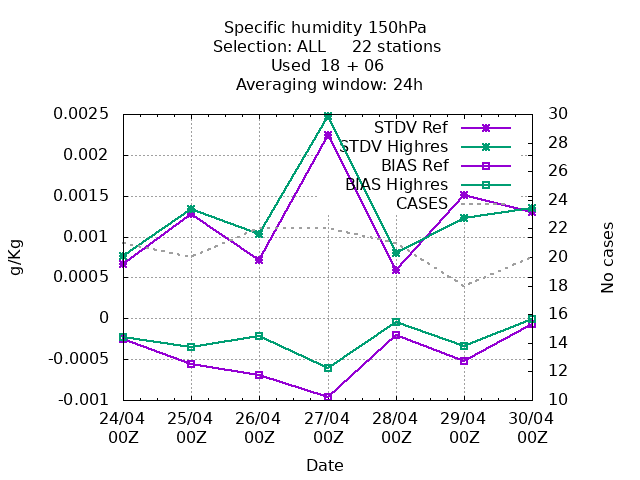 Specific humidity 150hPa
Selection: ALL     22 stations
Used  18 + 06
Averaging window: 24h
0.0025
0.002
0.0015
0.001
0.0005
0
-0.0005
-0.001
g/Kg
30
28
26
24
22
20
18
16
14
12
10
No cases
STDV Ref
STDV Highres
BIAS Ref
BIAS Highres
CASES
24/04 25/04 26/04 27/04 28/04 29/04 30/04
00Z 00Z 00Z 00Z 00Z 00Z 00Z
Date